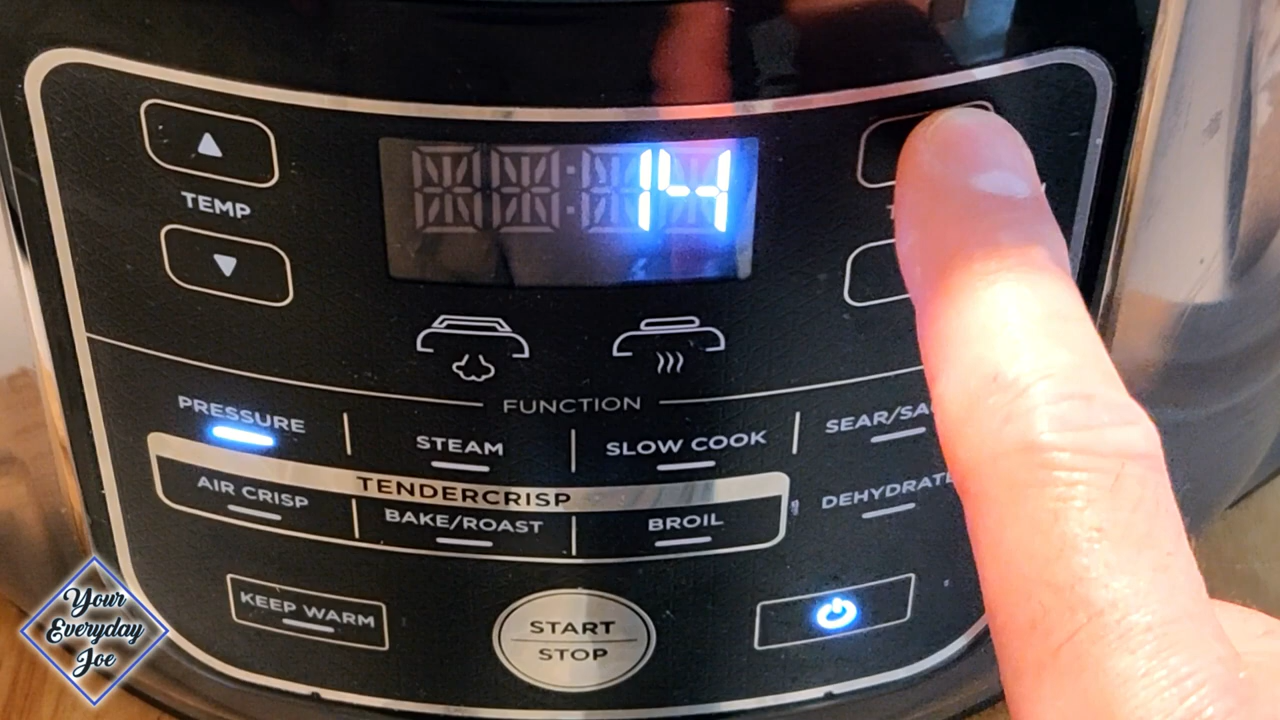 14
TEMP
FUNCTION
PRESSURE
STEAM
SLOW COOK
TENDERCRISP
AIR CRISP
BAKE/ROAST
BROIL
KEEP WARM
START
STOP
Your
Everyday
Joe